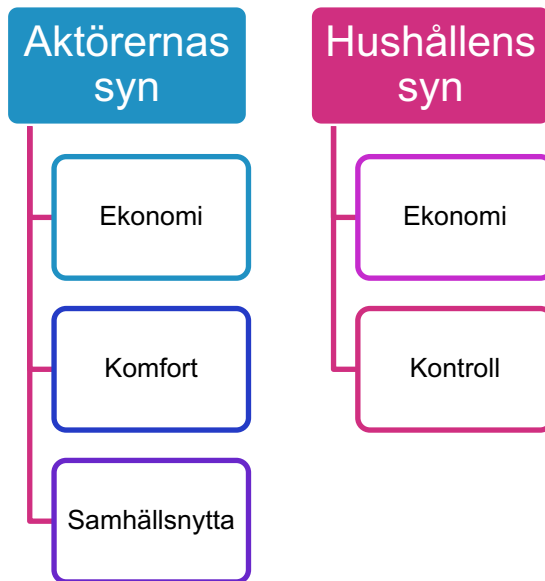 Aktörernas
syn
Ekonomi
Komfort
Samhällsnytta
Hushållens
syn
Ekonomi
Kontroll